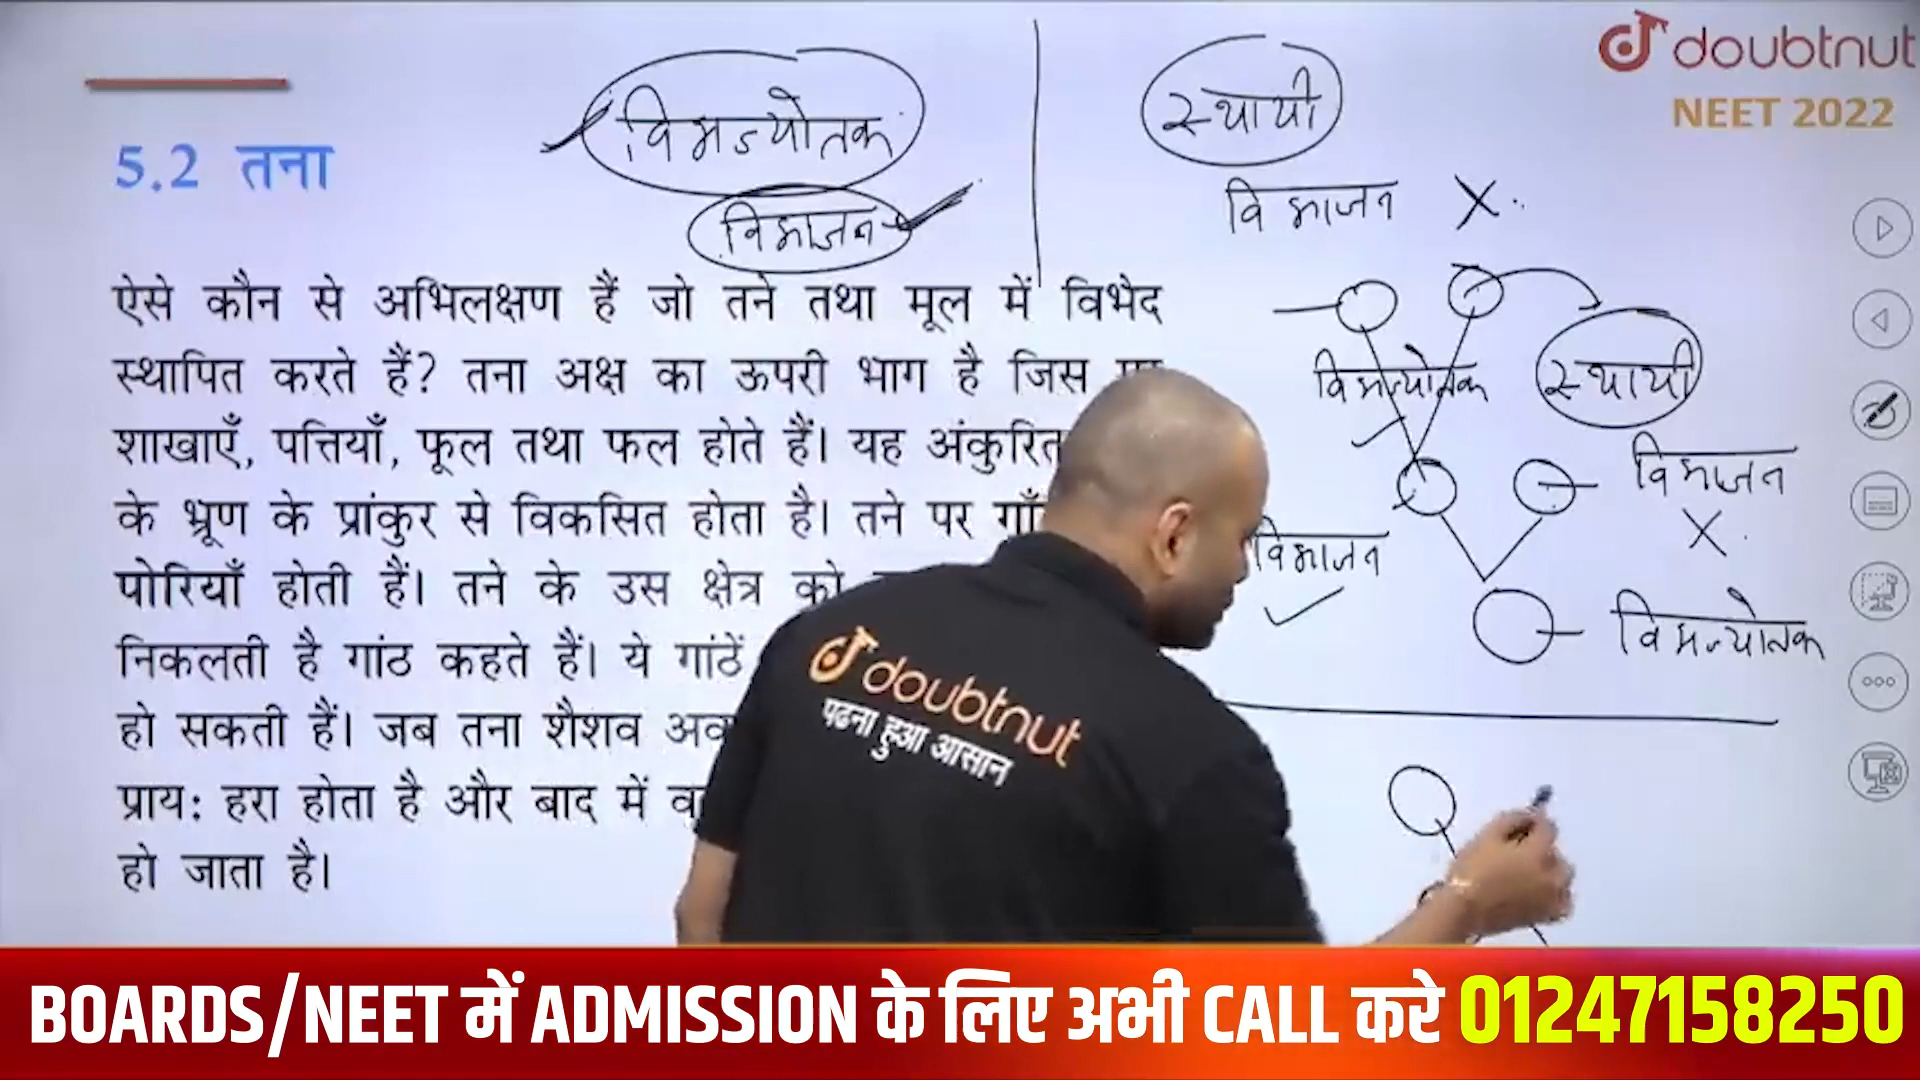 doubtnut
NEET 2022
विभज्योतक
स्थायी
विभाजन
विभाजन X
5.2 तना
ऐसे कौन से अभिलक्षण हैं जो तने तथा मूल में विभेद
स्थापित करते हैं? तना अक्ष का ऊपरी भाग है जिस
शाखाएँ, पत्तियाँ, फूल तथा फल होते हैं। यह अंकुरित
के भ्रूण के प्रांकुर से विकसित होता है। तने पर
पोरियाँ होती हैं। तने के उस क्षेत्र को
निकलती है गांठ कहते हैं। ये गांठें
हो सकती हैं। जब तना शैशव
प्राय: हरा होता है और बाद में
हो जाता है।
विभज्योतक
स्थायी
विभाजन
X
विभाजन
विभज्योतक
doubtnut
पढना हुआ आसान
BOARDS/NEET में ADMISSION के लिए अभी CALL करे 01247158250